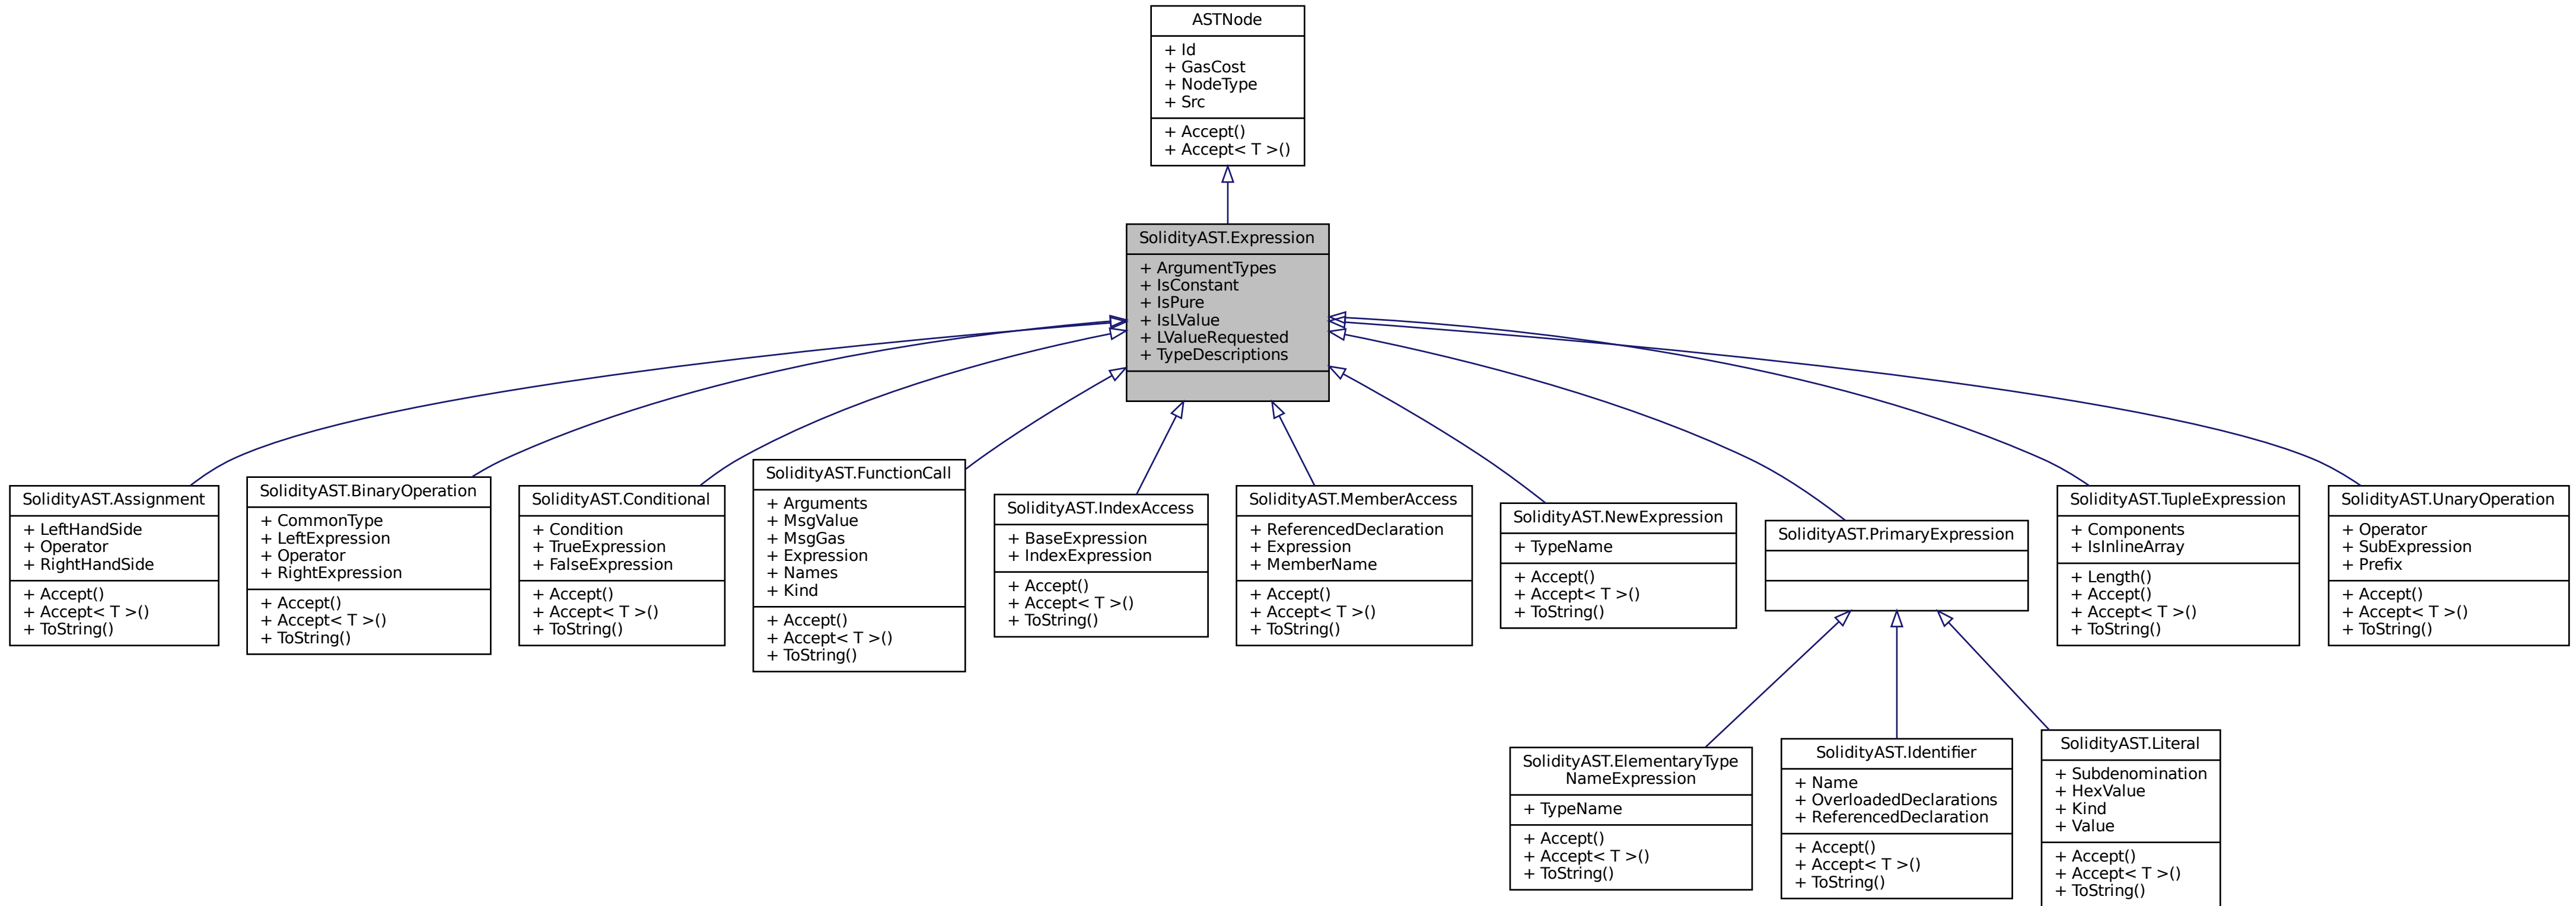 ASTNode
+ Id
+ GasCost
+ NodeType
+ Src
+ Accept()
+ Accept< T >()
SolidityAST.Expression
+ ArgumentTypes
+ IsConstant
+ IsPure
+ IsLValue
+ LValueRequested
+ TypeDescriptions
SolidityAST.Assignment
+ LeftHandSide
+ Operator
+ RightHandSide
+ Accept()
+ Accept< T >()
+ ToString()
SolidityAST.BinaryOperation
+ CommonType
+ LeftExpression
+ Operator
+ RightExpression
+ Accept()
+ Accept< T >()
+ ToString()
SolidityAST.Conditional
+ Condition
+ TrueExpression
+ FalseExpression
+ Accept()
+ Accept< T >()
+ ToString()
SolidityAST.FunctionCall
+ Arguments
+ MsgValue
+ MsgGas
+ Expression
+ Names
+ Kind
+ Accept()
+ Accept< T >()
+ ToString()
SolidityAST.IndexAccess
+ BaseExpression
+ IndexExpression
+ Accept()
+ Accept< T >()
+ ToString()
SolidityAST.MemberAccess
+ ReferencedDeclaration
+ Expression
+ MemberName
+ Accept()
+ Accept< T >()
+ ToString()
SolidityAST.NewExpression
+ TypeName
+ Accept()
+ Accept< T >()
+ ToString()
SolidityAST.PrimaryExpression
SolidityAST.TupleExpression
+ Components
+ IsInlineArray
+ Length()
+ Accept()
+ Accept< T >()
+ ToString()
SolidityAST.UnaryOperation
+ Operator
+ SubExpression
+ Prefix
+ Accept()
+ Accept< T >()
+ ToString()
SolidityAST.ElementaryType
NameExpression
+ TypeName
+ Accept()
+ Accept< T >()
+ ToString()
SolidityAST.Identifier
+ Name
+ OverloadedDeclarations
+ ReferencedDeclaration
+ Accept()
+ Accept< T >()
+ ToString()
SolidityAST.Literal
+ Subdenomination
+ HexValue
+ Kind
+ Value
+ Accept()
+ Accept< T >()
+ ToString()